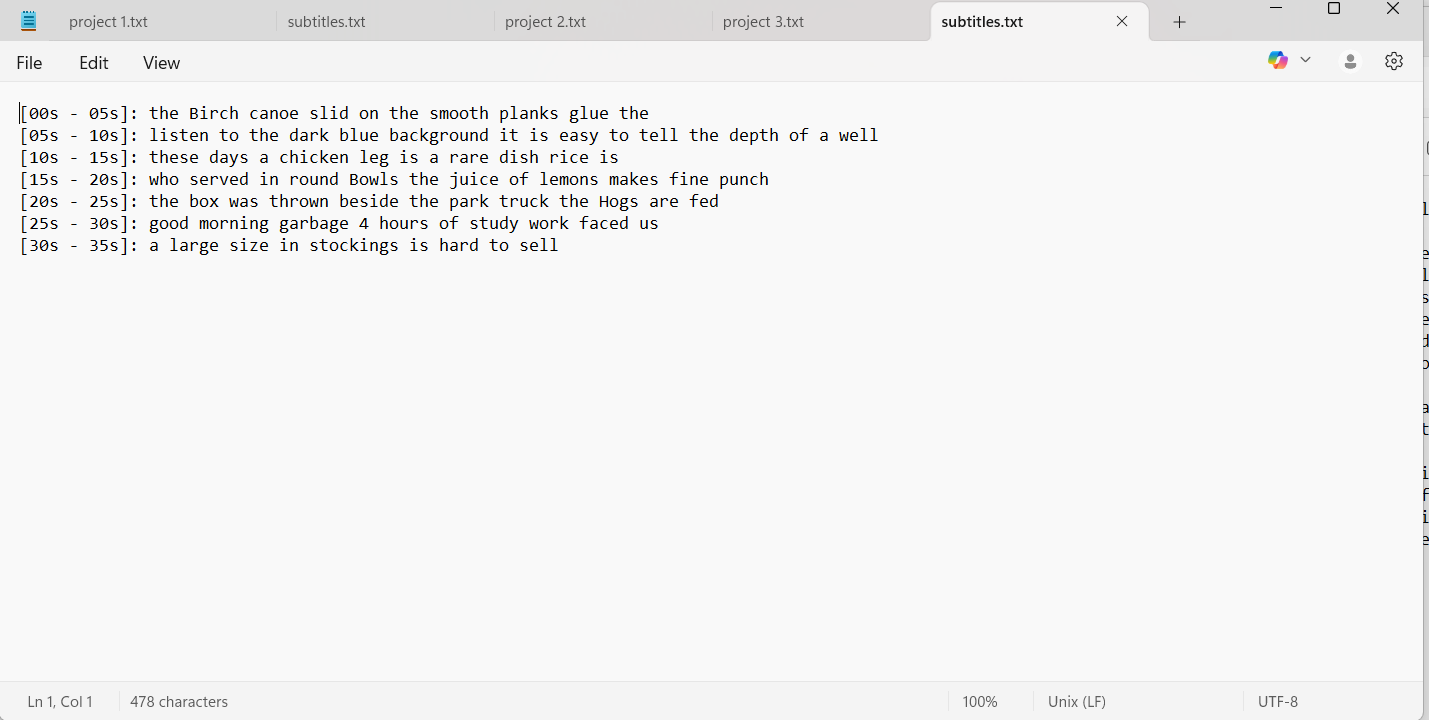 project 1.txt
subtitles.txt
project 2.txt
project 3.txt
subtitles.txt
File
Edit
View
[00s - 05s]: the Birch canoe slid on the smooth planks glue the
[05s - 10s]: listen to the dark blue background it is easy to tell the depth of a well
[10s - 15s]: these days a chicken leg is a rare dish rice is
[15s - 20s]: who served in round Bowls the juice of lemons makes fine punch
[20s - 25s]: the box was thrown beside the park truck the Hogs are fed
[25s - 30s]: good morning garbage 4 hours of study work faced us
[30s - 35s]: a large size in stockings is hard to sell
Ln 1, Col 1
478 characters
100%
Unix (LF)
UTF-8